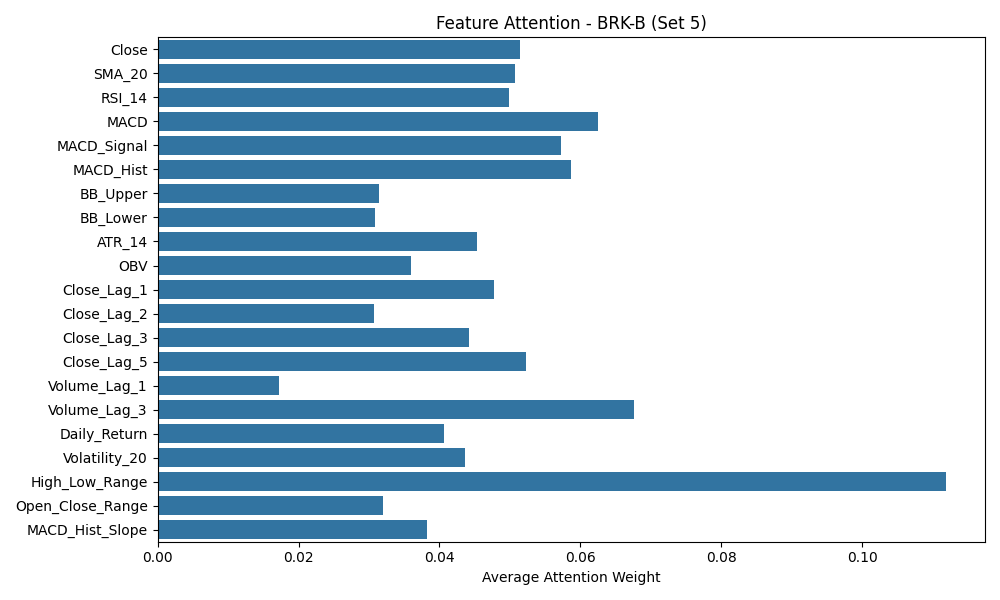 Feature Attention - BRK-B (Set 5)
Close
SMA_20
RSI_14
MACD
MACD_Signal
MACD_Hist
BB_Upper
BB_Lower
ATR_14
OBV
Close_Lag_1
Close_Lag_2
Close_Lag_3
Close_Lag_5
Volume_Lag_1
Volume_Lag_3
Daily_Return
Volatility_20
High_Low_Range
Open_Close_Range
MACD_Hist_Slope
0.00 0.02 0.04 0.06 0.08 0.10
Average Attention Weight